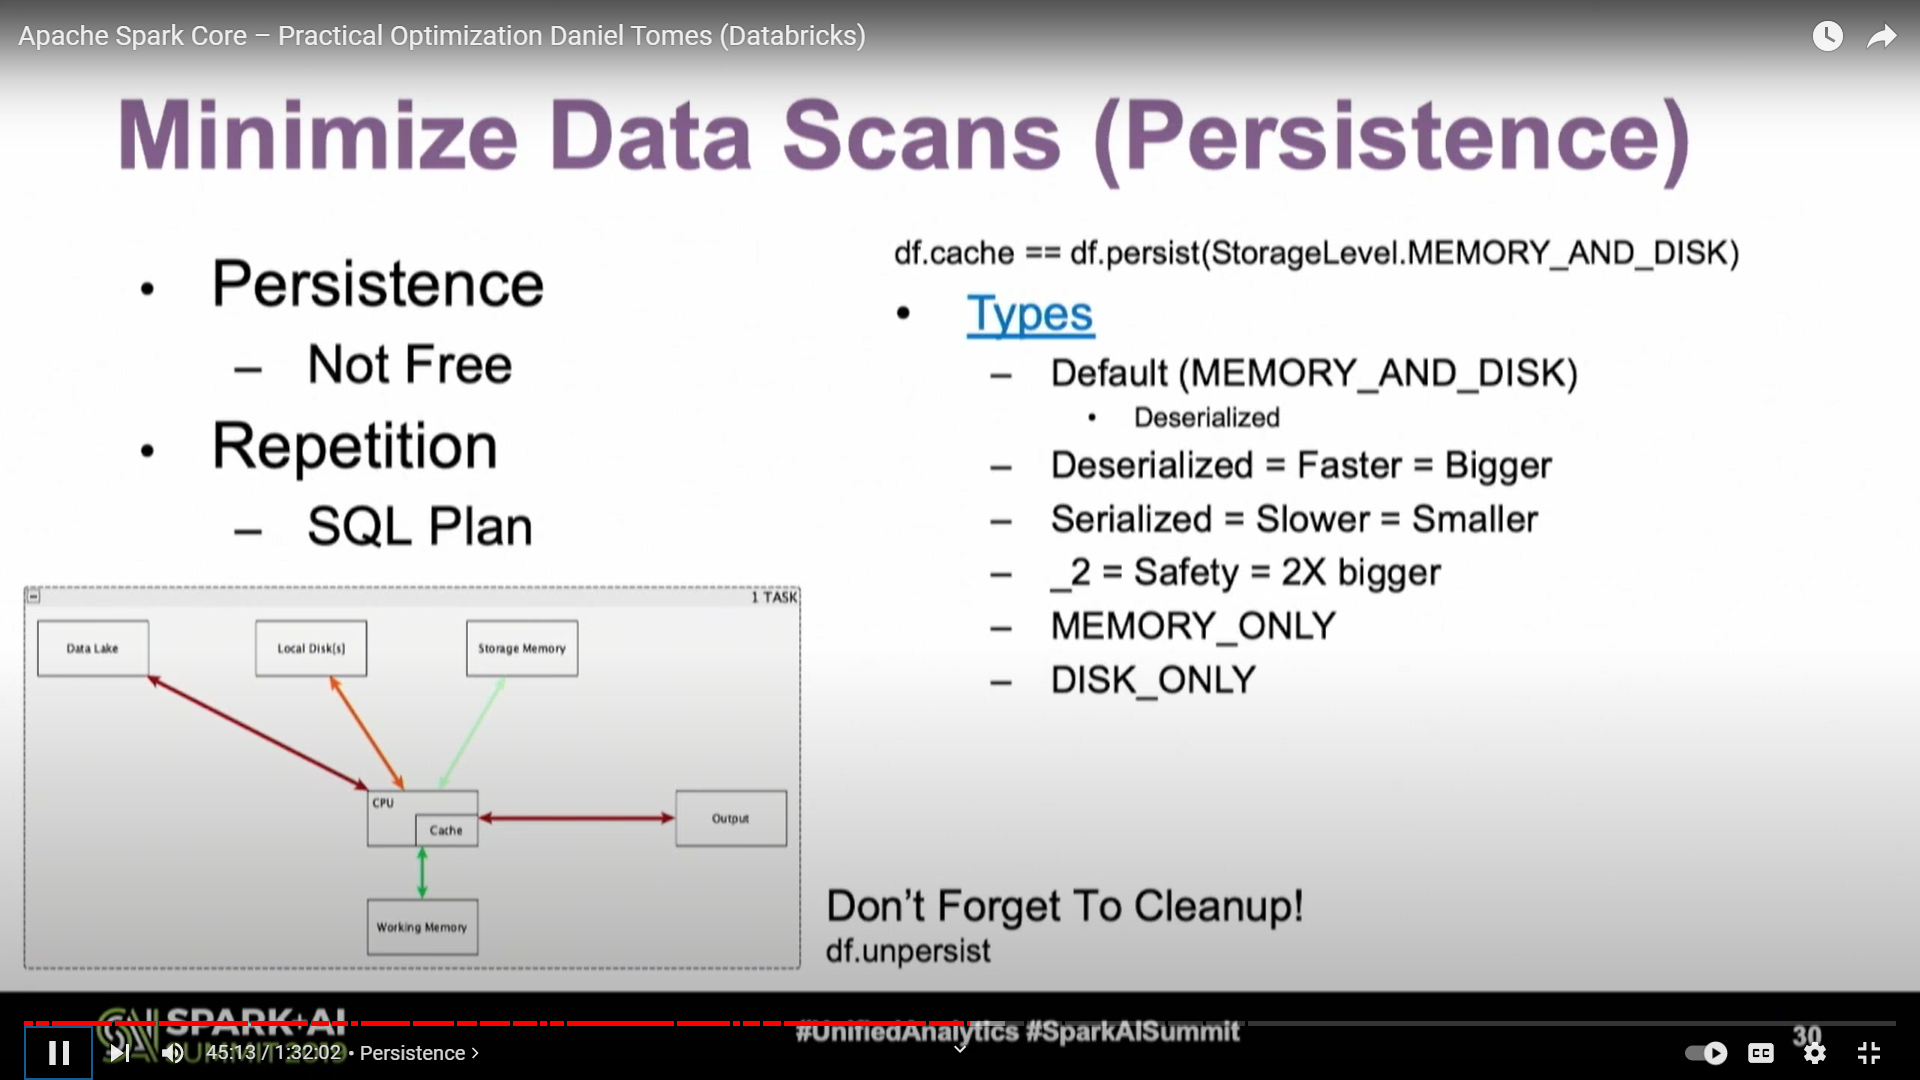 Apache Spark Core – Practical Optimization Daniel Tomes (Databricks)
Minimize Data Scans (Persistence)
• Persistence
– Not Free
• Repetition
– SQL Plan
df.cache == df.persist(StorageLevel.MEMORY_AND_DISK)
• Types
– Default (MEMORY_AND_DISK)
• Deserialized
– Deserialized = Faster = Bigger
– Serialized = Slower = Smaller
– _2 = Safety = 2X bigger
– MEMORY_ONLY
– DISK_ONLY
1 TASK
Data Lake
Local Disk(s)
Storage Memory
CPU
Cache
Output
Working Memory
Don't Forget To Cleanup!
df.unpersist
SPARK+AI
SUMMIT 2019
#UnifiedAnalytics #SparkAISummit
30
45:13 / 1:32:02 • Persistence
CC